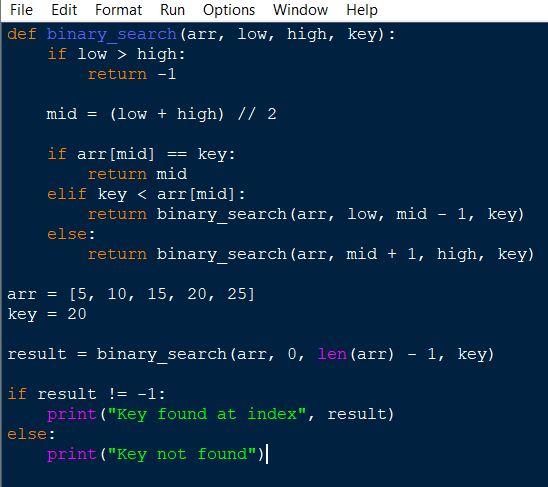 File Edit Format Run Options Window Help
def binary_search(arr, low, high, key):
    if low > high:
        return -1

    mid = (low + high) // 2

    if arr[mid] == key:
        return mid
    elif key < arr[mid]:
        return binary_search(arr, low, mid - 1, key)
    else:
        return binary_search(arr, mid + 1, high, key)

arr = [5, 10, 15, 20, 25]
key = 20

result = binary_search(arr, 0, len(arr) - 1, key)

if result != -1:
    print("Key found at index", result)
else:
    print("Key not found")